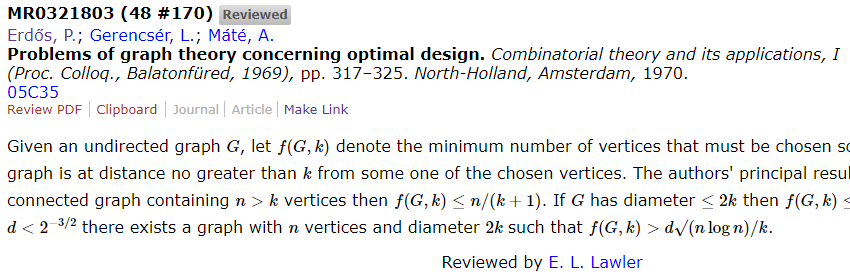 MR0321803 (48 #170) Reviewed
Erdős, P.; Gerencsér, L.; Máté, A.
Problems of graph theory concerning optimal design. Combinatorial theory and its applications, I
(Proc. Colloq., Balatonfüred, 1969), pp. 317–325. North-Holland, Amsterdam, 1970.
05C35
Review PDF | Clipboard | Journal | Article | Make Link
Given an undirected graph G, let f(G, k) denote the minimum number of vertices that must be chosen
graph is at distance no greater than k from some one of the chosen vertices. The authors' principal
connected graph containing n > k vertices then f(G, k) ≤ n/(k + 1). If G has diameter ≤ 2k then f(G, k) ≤
d < 2^{−3/2} there exists a graph with n vertices and diameter 2k such that f(G, k) > d√(n log n)/k.
Reviewed by E. L. Lawler